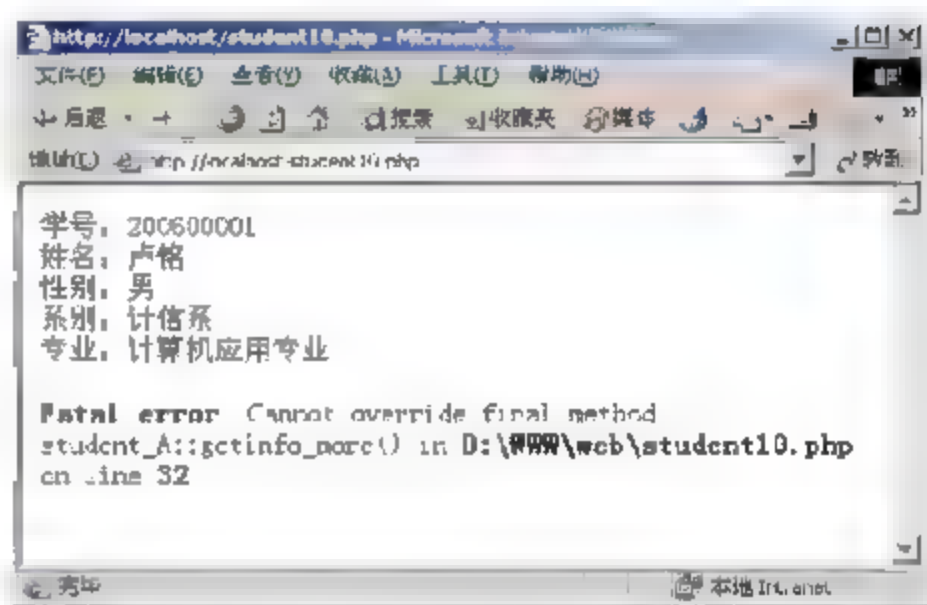 http://localhost/student10.php - Microsoft
文件(F) 编辑(E) 查看(V) 收藏(A) 工具(T) 帮助(H)
后退 搜索 收藏夹 媒体
地址(D) http://localhost/student10.php 转到
学号：200600001
姓名：卢铭
性别：男
系别：计信系
专业：计算机应用专业
Fatal error: Cannot override final method
student_A::getinfo_more() in D:\WWW\web\student10.php
on line 32
完毕 本地 Intranet